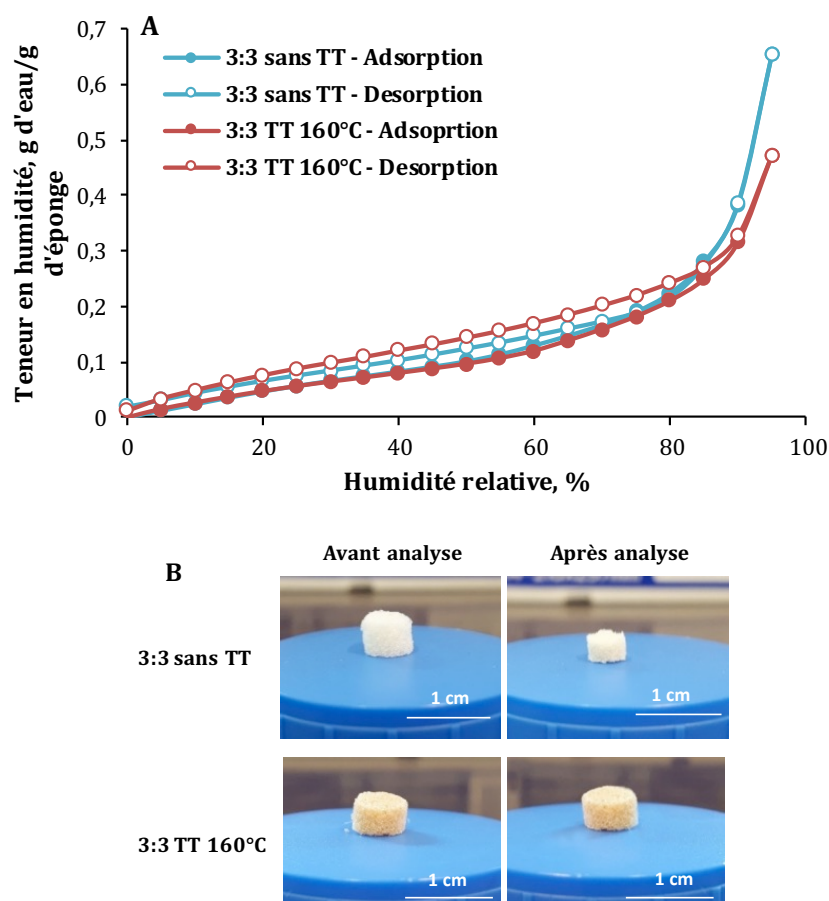 A
0,7
0,6
0,5
0,4
0,3
0,2
0,1
0
Teneur en humidité, g d'eau/g
d'éponge
3:3 sans TT - Adsorption
3:3 sans TT - Desorption
3:3 TT 160°C - Adsoprtion
3:3 TT 160°C - Desorption
0 20 40 60 80 100
Humidité relative, %
B
Avant analyse Après analyse
3:3 sans TT
1 cm 1 cm
3:3 TT 160°C
1 cm 1 cm